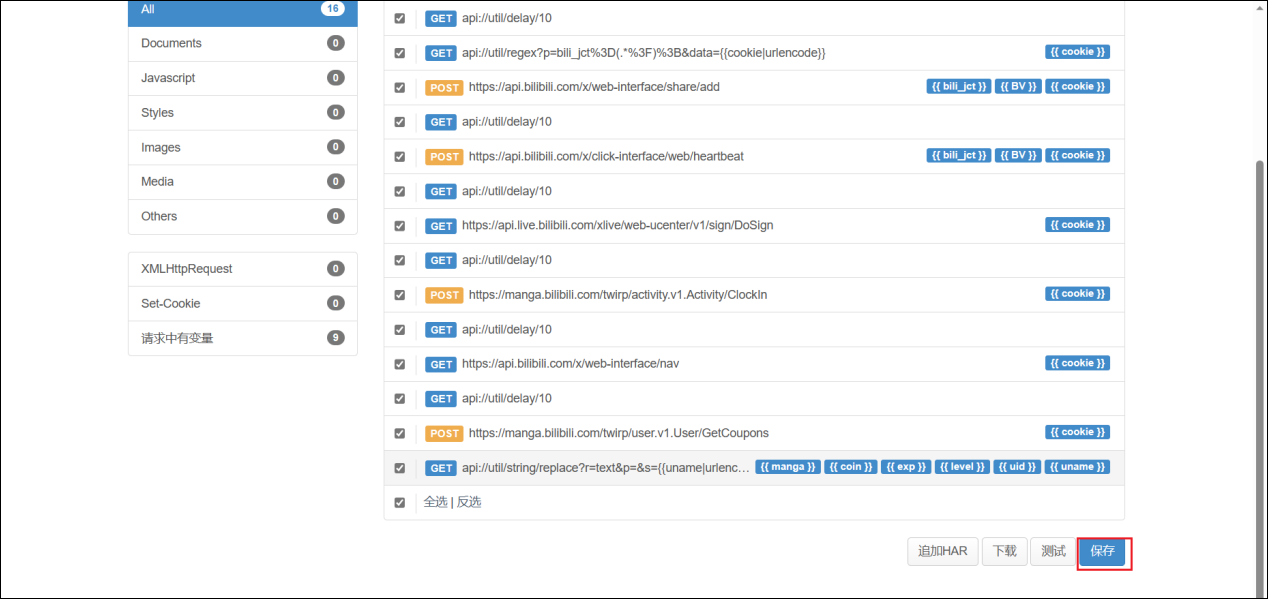 All 16
Documents 0
Javascript 0
Styles 0
Images 0
Media 0
Others 0
XMLHttpRequest 0
Set-Cookie 0
请求中有变量 9
GET api://util/delay/10
GET api://util/regex?p=bili_jct%3D(.*%3F)%3B&data={{cookie|urlencode}} {{ cookie }}
POST https://api.bilibili.com/x/web-interface/share/add {{ bili_jct }} {{ BV }} {{ cookie }}
GET api://util/delay/10
POST https://api.bilibili.com/x/click-interface/web/heartbeat {{ bili_jct }} {{ BV }} {{ cookie }}
GET api://util/delay/10
GET https://api.live.bilibili.com/xlive/web-ucenter/v1/sign/DoSign {{ cookie }}
GET api://util/delay/10
POST https://manga.bilibili.com/twirp/activity.v1.Activity/ClockIn {{ cookie }}
GET api://util/delay/10
GET https://api.bilibili.com/x/web-interface/nav {{ cookie }}
GET api://util/delay/10
POST https://manga.bilibili.com/twirp/user.v1.User/GetCoupons {{ cookie }}
GET api://util/string/replace?r=text&p=&s={{uname|urlenc… {{ manga }} {{ coin }} {{ exp }} {{ level }} {{ uid }} {{ uname }}
全选 | 反选
追加HAR 下载 测试 保存